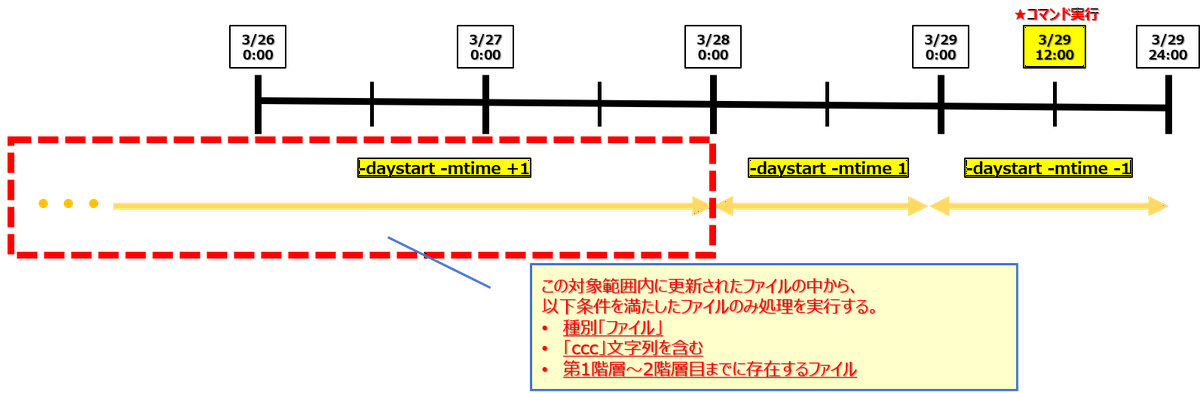 ★コマンド実行
3/26
0:00
3/27
0:00
3/28
0:00
3/29
0:00
3/29
12:00
3/29
24:00
-daystart -mtime +1
-daystart -mtime 1
-daystart -mtime -1
この対象範囲内に更新されたファイルの中から、
以下条件を満たしたファイルのみ処理を実行する。
• 種別「ファイル」
• 「ccc」文字列を含む
• 第1階層～2階層目までに存在するファイル